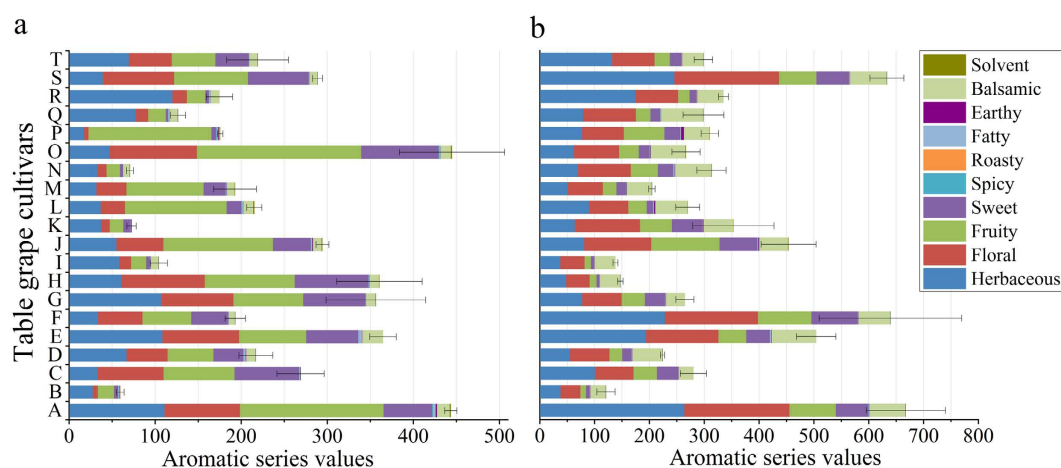 a
b
Table grape cultivars
T
S
R
Q
P
O
N
M
L
K
J
I
H
G
F
E
D
C
B
A
0 100 200 300 400 500
Aromatic series values
0 100 200 300 400 500 600 700 800
Aromatic series values
Solvent
Balsamic
Earthy
Fatty
Roasty
Spicy
Sweet
Fruity
Floral
Herbaceous